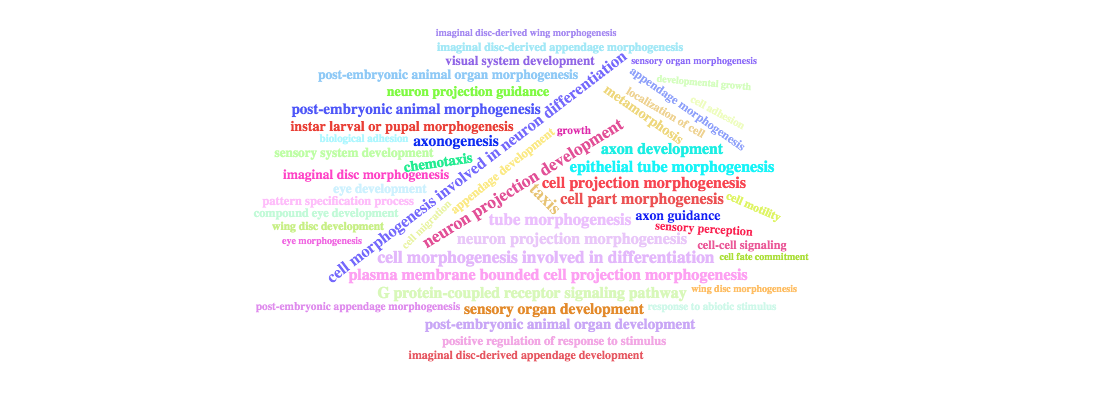 imaginal disc-derived wing morphogenesis
imaginal disc-derived appendage morphogenesis
visual system development
sensory organ morphogenesis
post-embryonic animal organ morphogenesis
developmental growth
neuron projection guidance
appendage morphogenesis
localization of cell
cell adhesion
metamorphosis
post-embryonic animal morphogenesis
cell morphogenesis involved in neuron differentiation
instar larval or pupal morphogenesis
growth
biological adhesion
axonogenesis
axon development
sensory system development
chemotaxis
appendage development
neuron projection development
epithelial tube morphogenesis
imaginal disc morphogenesis
cell projection morphogenesis
eye development
taxis
cell part morphogenesis
pattern specification process
cell motility
compound eye development
tube morphogenesis
axon guidance
wing disc development
cell migration
sensory perception
eye morphogenesis
neuron projection morphogenesis
cell-cell signaling
cell morphogenesis involved in differentiation
cell fate commitment
plasma membrane bounded cell projection morphogenesis
G protein-coupled receptor signaling pathway
wing disc morphogenesis
post-embryonic appendage morphogenesis
sensory organ development
response to abiotic stimulus
post-embryonic animal organ development
positive regulation of response to stimulus
imaginal disc-derived appendage development